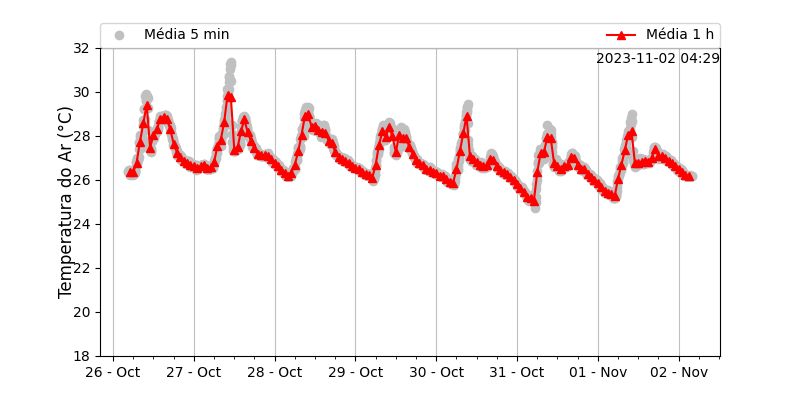 Média 5 min
Média 1 h
2023-11-02 04:29
Temperatura do Ar (°C)
32
30
28
26
24
22
20
18
26 - Oct
27 - Oct
28 - Oct
29 - Oct
30 - Oct
31 - Oct
01 - Nov
02 - Nov